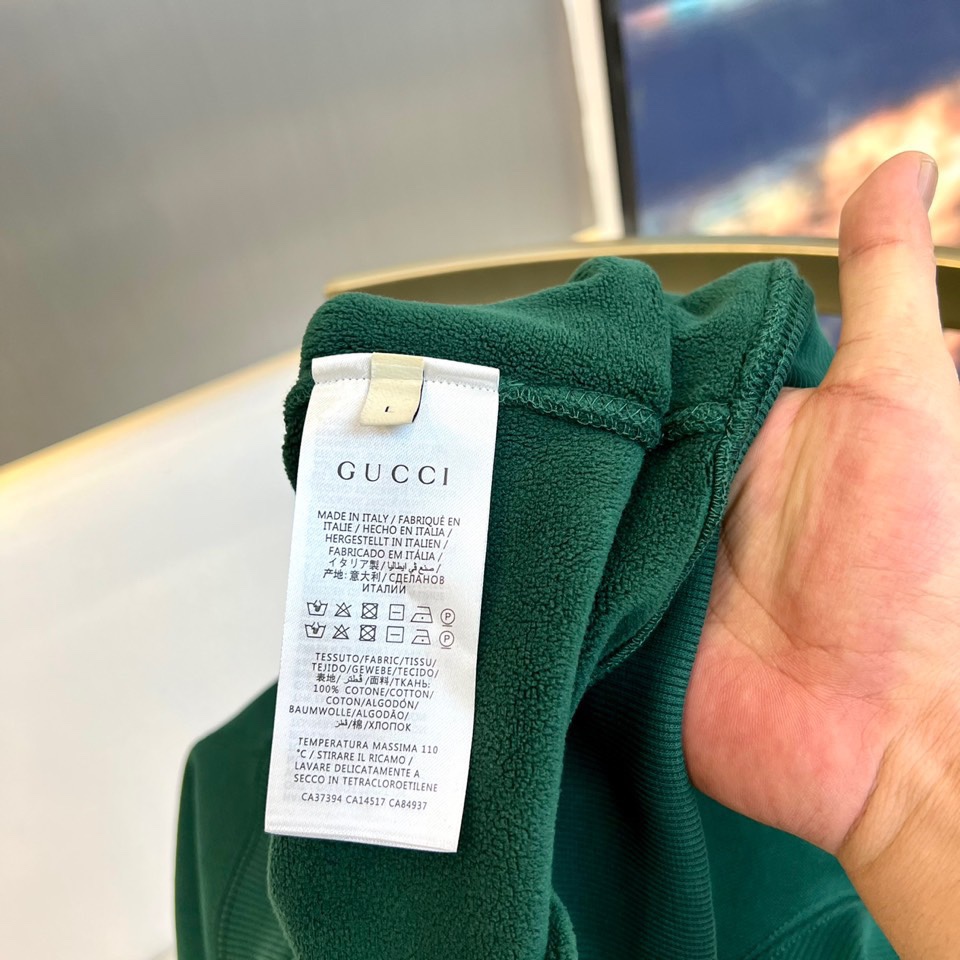 L
GUCCI
MADE IN ITALY / FABRIQUÉ EN
ITALIE / HECHO EN ITALIA /
HERGESTELLT IN ITALIEN /
FABRICADO EM ITÁLIA /
イタリア製 / صنع في ايطاليا /
产地: 意大利 / СДЕЛАНОВ
ИТАЛИИ
P
P
TESSUTO/FABRIC/TISSU/
TEJIDO/GEWEBE/TECIDO/
表地/ قطائر /面料/ТКАНЬ:
100% COTONE/COTTON/
COTON/ALGODÓN/
BAUMWOLLE/ALGODÃO/
قطن/棉/ХЛОПОК
TEMPERATURA MASSIMA 110
°C / STIRARE IL RICAMO /
LAVARE DELICATAMENTE A
SECCO IN TETRACLOROETILENE
CA37394 CA14517 CA84937